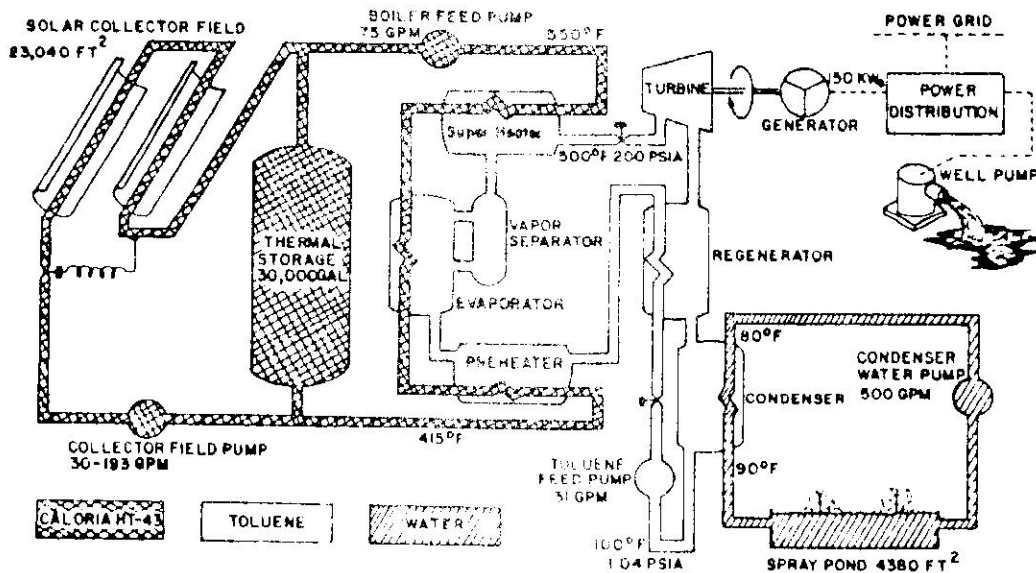 BOILER FEED PUMP
75 GPM
550°F
SOLAR COLLECTOR FIELD
23,040 FT²
POWER GRID
TURBINE
150 KWe
POWER
DISTRIBUTION
GENERATOR
Super Heater
500°F 200 PSIA
WELL PUMP
THERMAL
STORAGE
30,000GAL
VAPOR
SEPARATOR
REGENERATOR
EVAPORATOR
PREHEATER
80°F
CONDENSER
WATER PUMP
500 GPM
CONDENSER
415°F
COLLECTOR FIELD PUMP
30-193 GPM
90°F
TOLUENE
FEED PUMP
31 GPM
CALORIA HT-43
TOLUENE
WATER
100°F
1.04 PSIA
SPRAY POND 4380 FT²